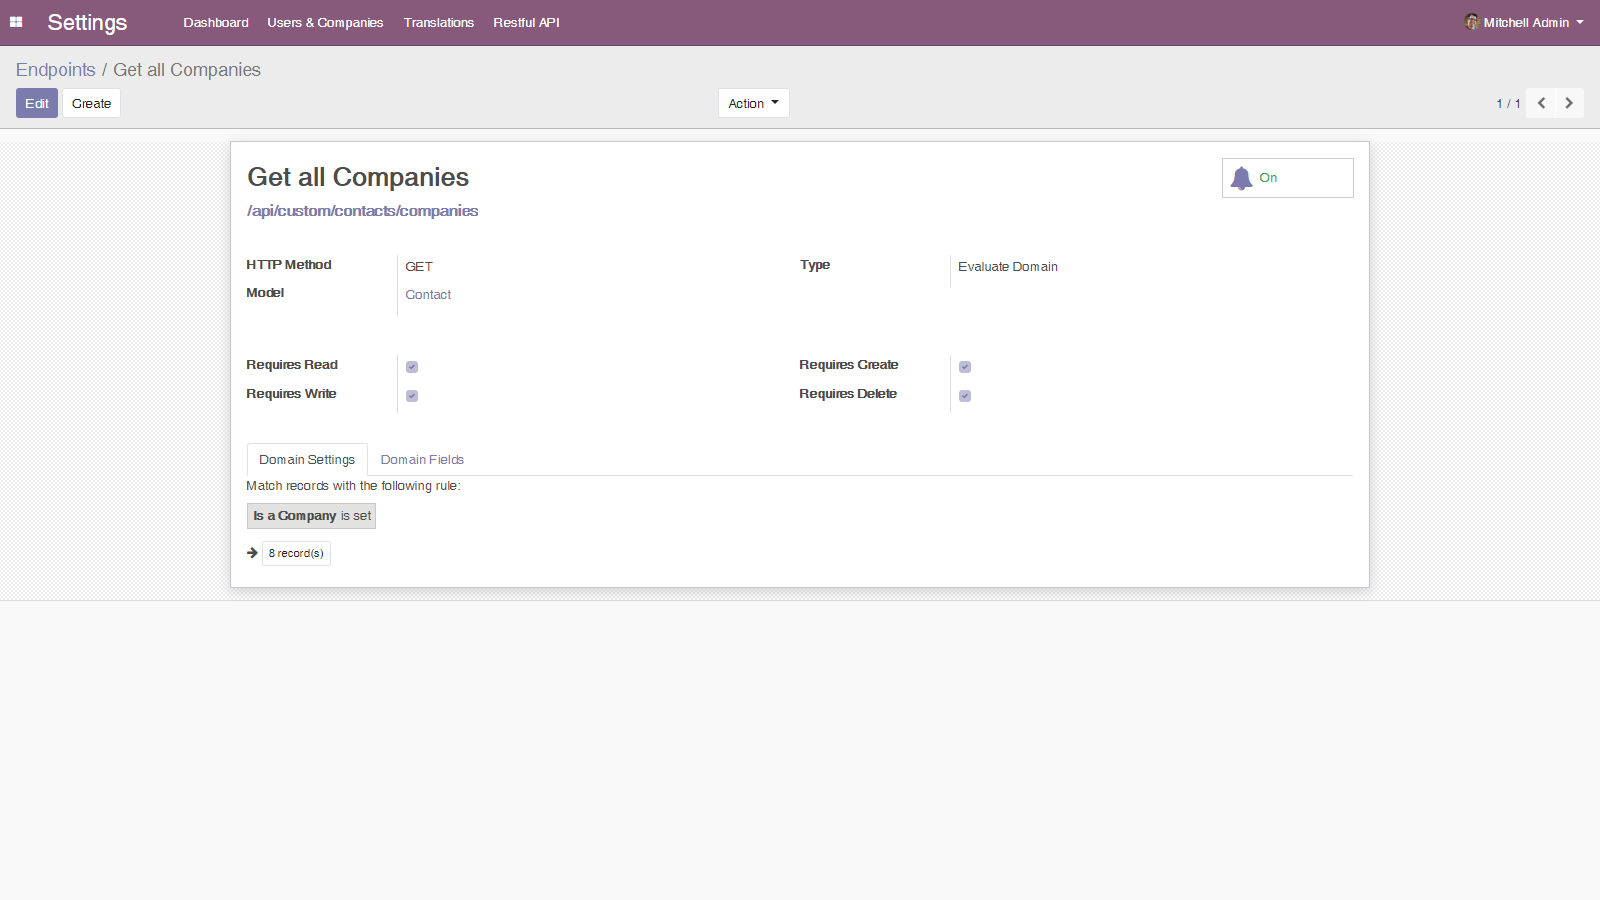 Settings Dashboard Users & Companies Translations Restful API Mitchell Admin
Endpoints / Get all Companies
Edit Create Action 1 / 1
Get all Companies On
/api/custom/contacts/companies
HTTP Method GET Type Evaluate Domain
Model Contact
Requires Read Requires Create
Requires Write Requires Delete
Domain Settings Domain Fields
Match records with the following rule:
Is a Company is set
8 record(s)